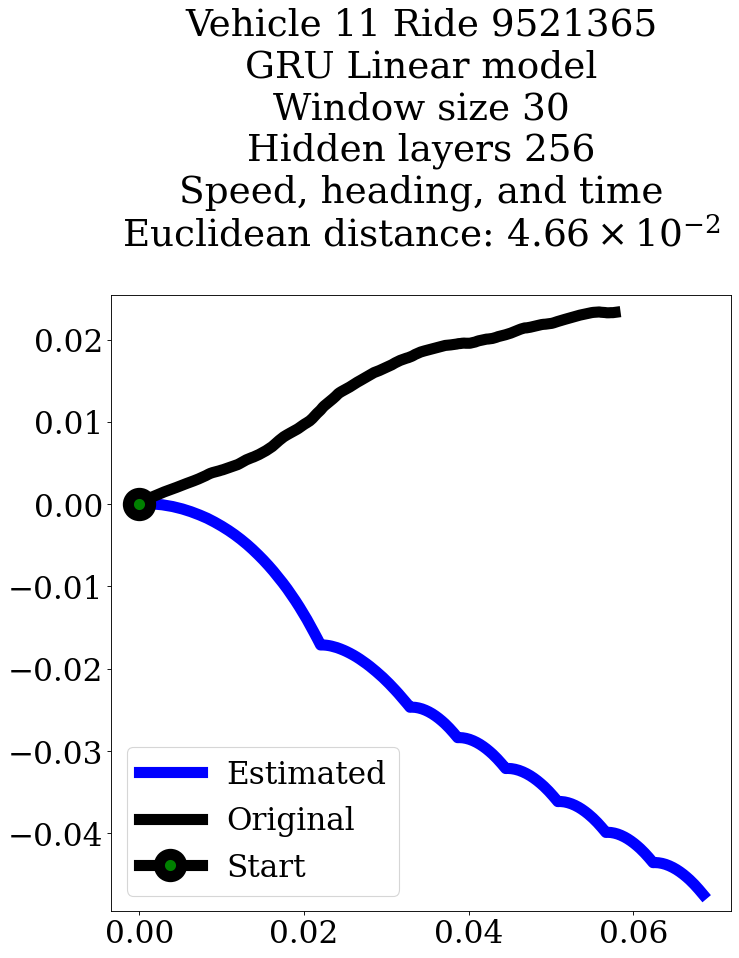 Vehicle 11 Ride 9521365
GRU Linear model
Window size 30
Hidden layers 256
Speed, heading, and time
Euclidean distance: 4.66 × 10⁻²
0.02
0.01
0.00
−0.01
−0.02
−0.03
−0.04
Estimated
Original
Start
0.00 0.02 0.04 0.06